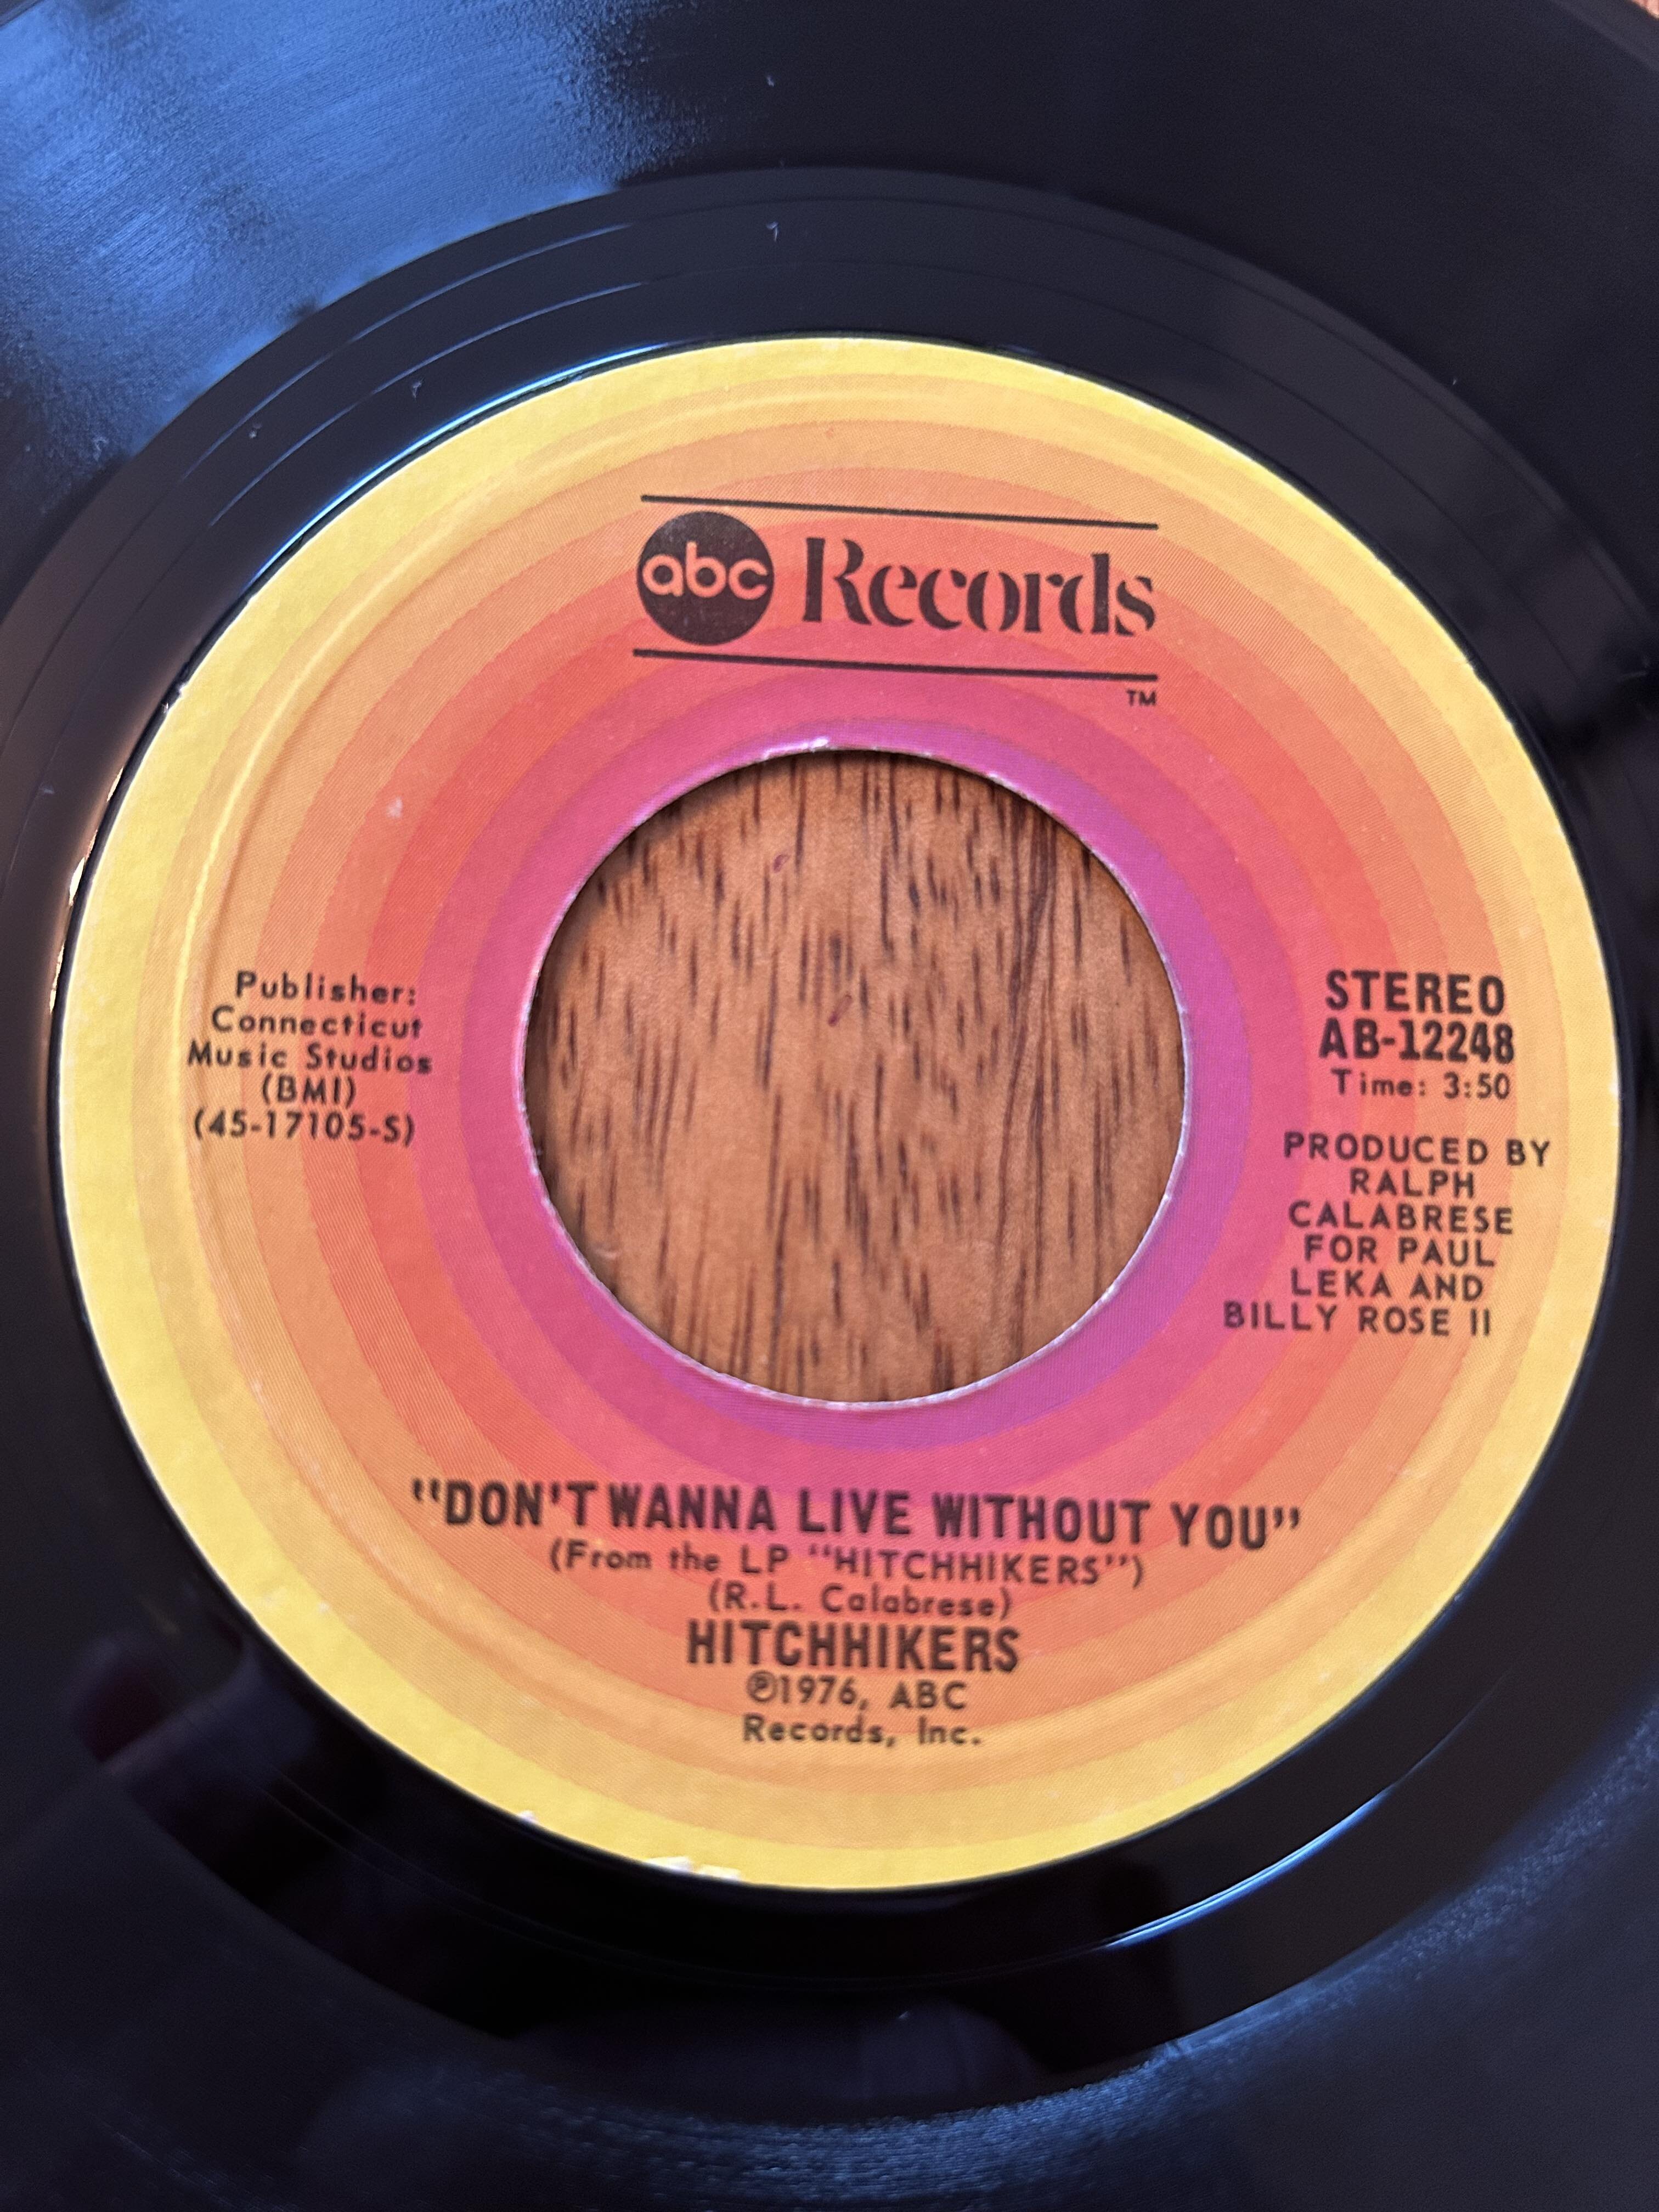 abc Records
TM
Publisher:
Connecticut
Music Studios
(BMI)
(45-17105-S)
STEREO
AB-12248
Time: 3:50
PRODUCED BY
RALPH
CALABRESE
FOR PAUL
LEKA AND
BILLY ROSE II
"DON'T WANNA LIVE WITHOUT YOU"
(From the LP "HITCHHIKERS")
(R.L. Calabrese)
HITCHHIKERS
℗1976, ABC
Records, Inc.